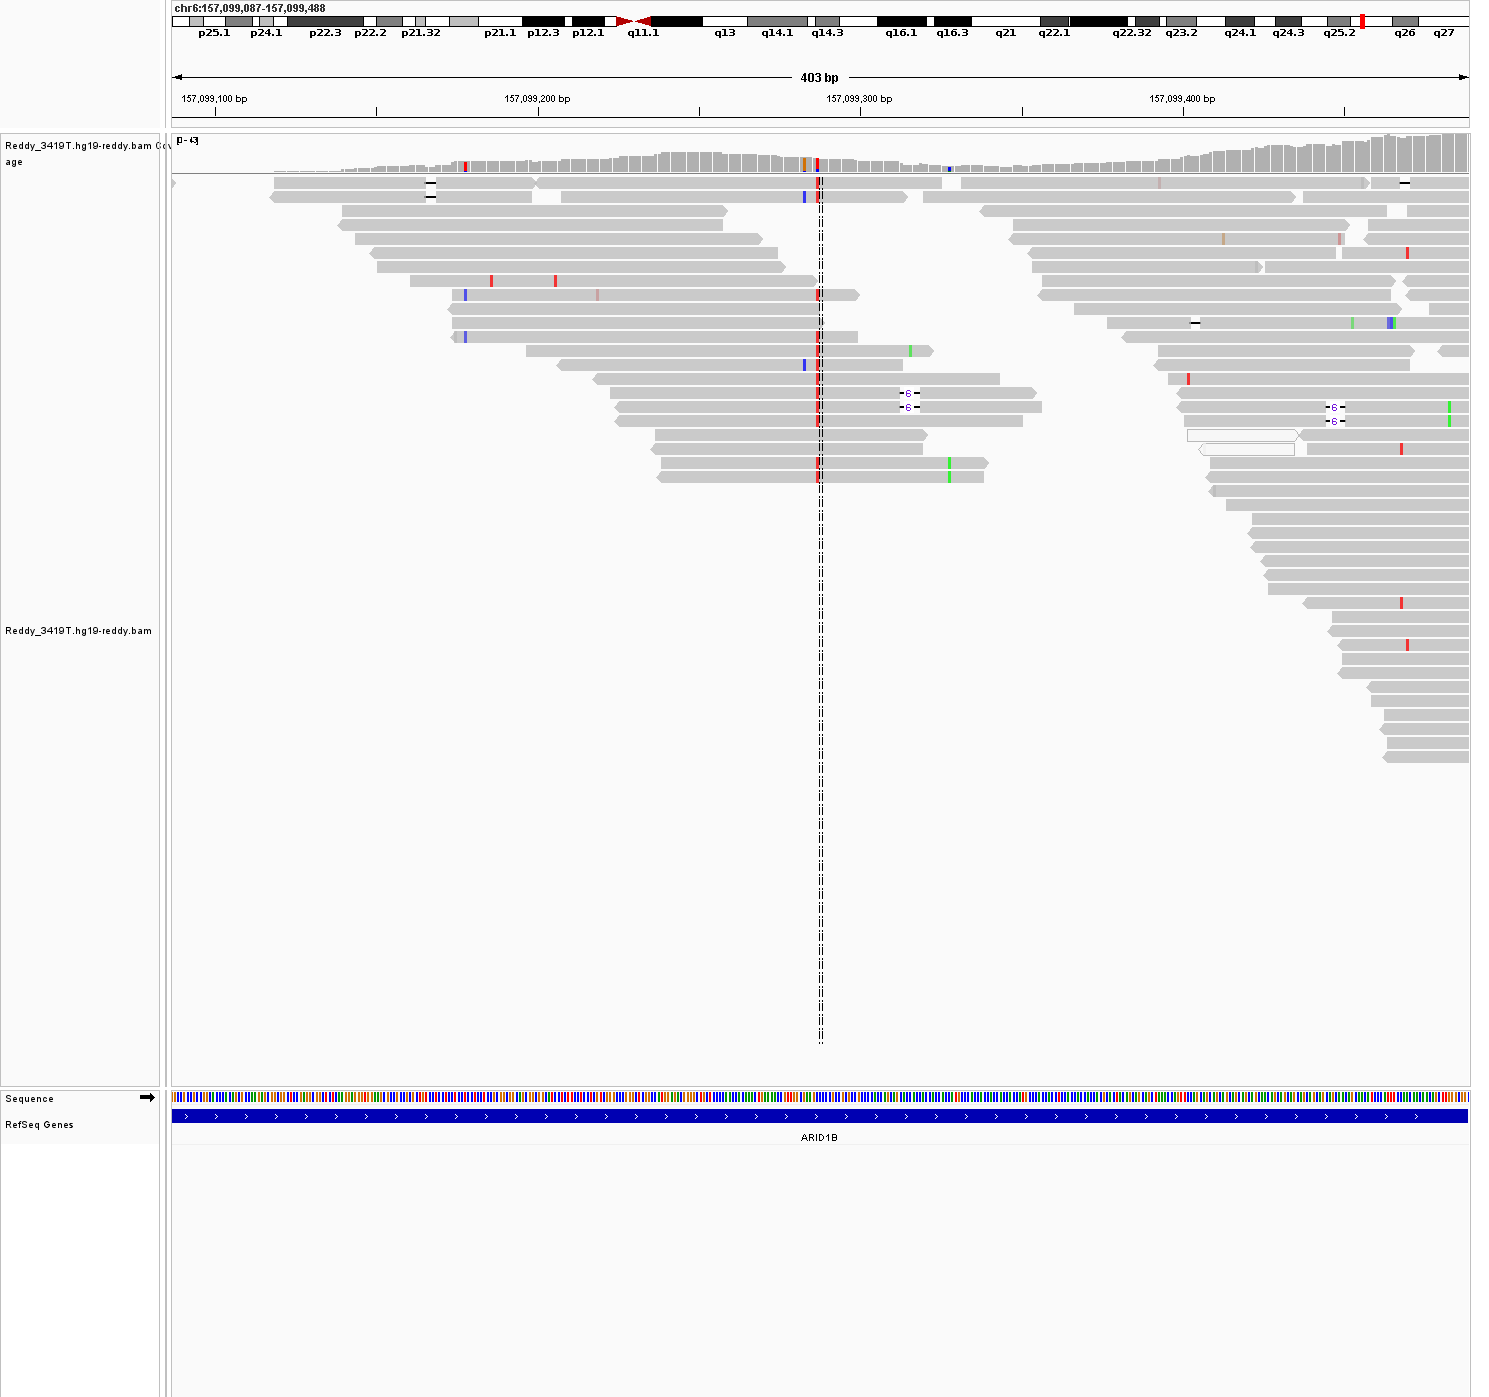 chr6:157,099,087-157,099,488
p25.1 p24.1 p22.3 p22.2 p21.32 p21.1 p12.3 p12.1 q11.1 q13 q14.1 q14.3 q16.1 q16.3 q21 q22.1 q22.32 q23.2 q24.1 q24.3 q25.2 q26 q27
403 bp
157,099,100 bp 157,099,200 bp 157,099,300 bp 157,099,400 bp
Reddy_3419T.hg19-reddy.bam Cov
age
6
6 6
6
Reddy_3419T.hg19-reddy.bam
Sequence
RefSeq Genes
ARID1B